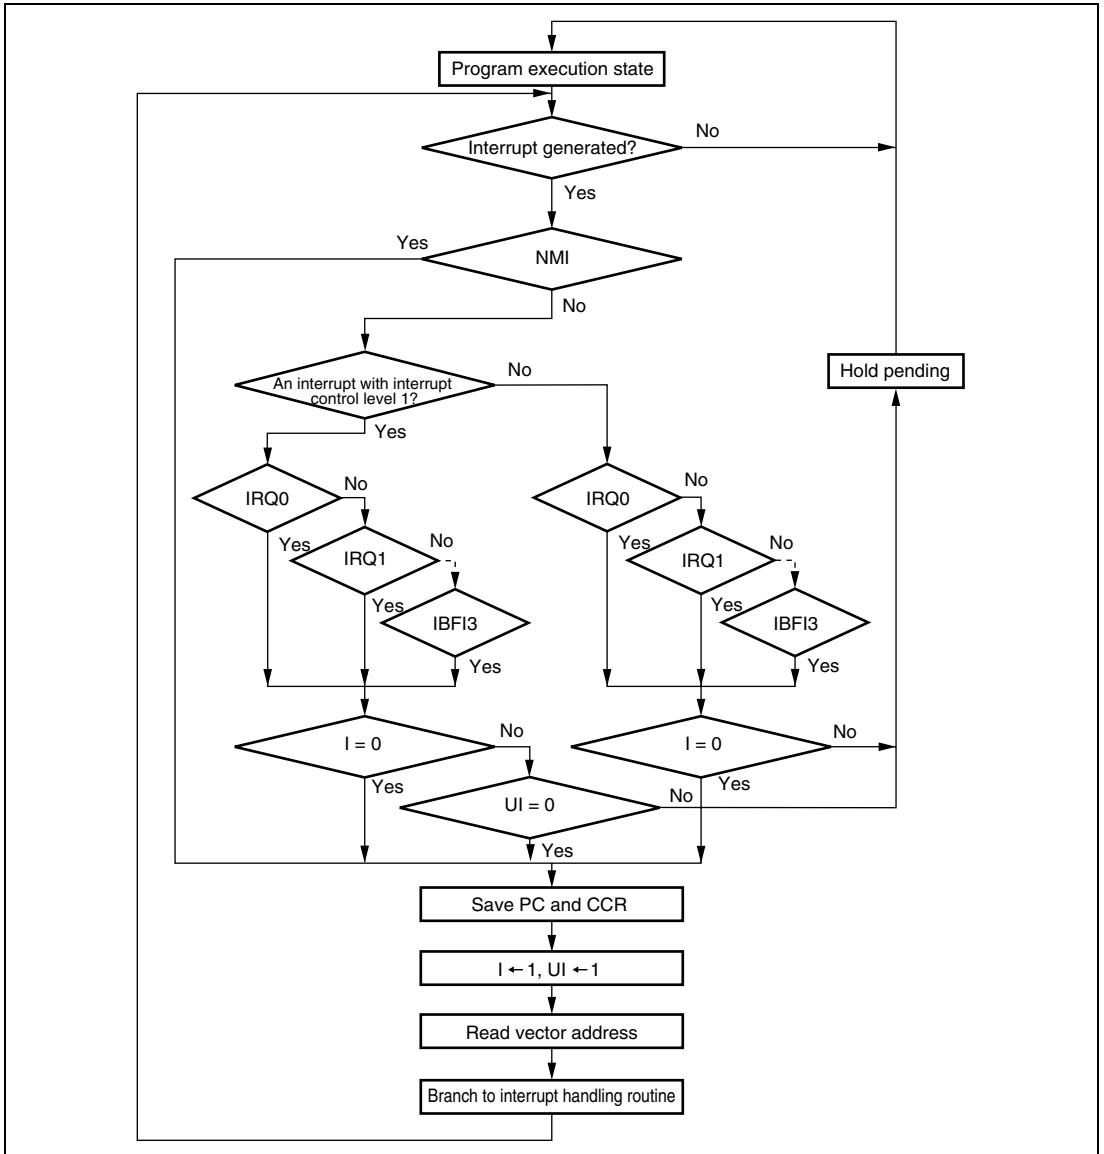 Program execution state
Interrupt generated?
No
Yes
NMI
Yes
No
An interrupt with interrupt
control level 1?
No
Yes
Hold pending
IRQ0
No
Yes
IRQ1
No
Yes
IBFI3
Yes
IRQ0
No
Yes
IRQ1
No
Yes
IBFI3
Yes
I = 0
No
Yes
UI = 0
No
Yes
I = 0
No
Yes
Save PC and CCR
I ← 1, UI ← 1
Read vector address
Branch to interrupt handling routine